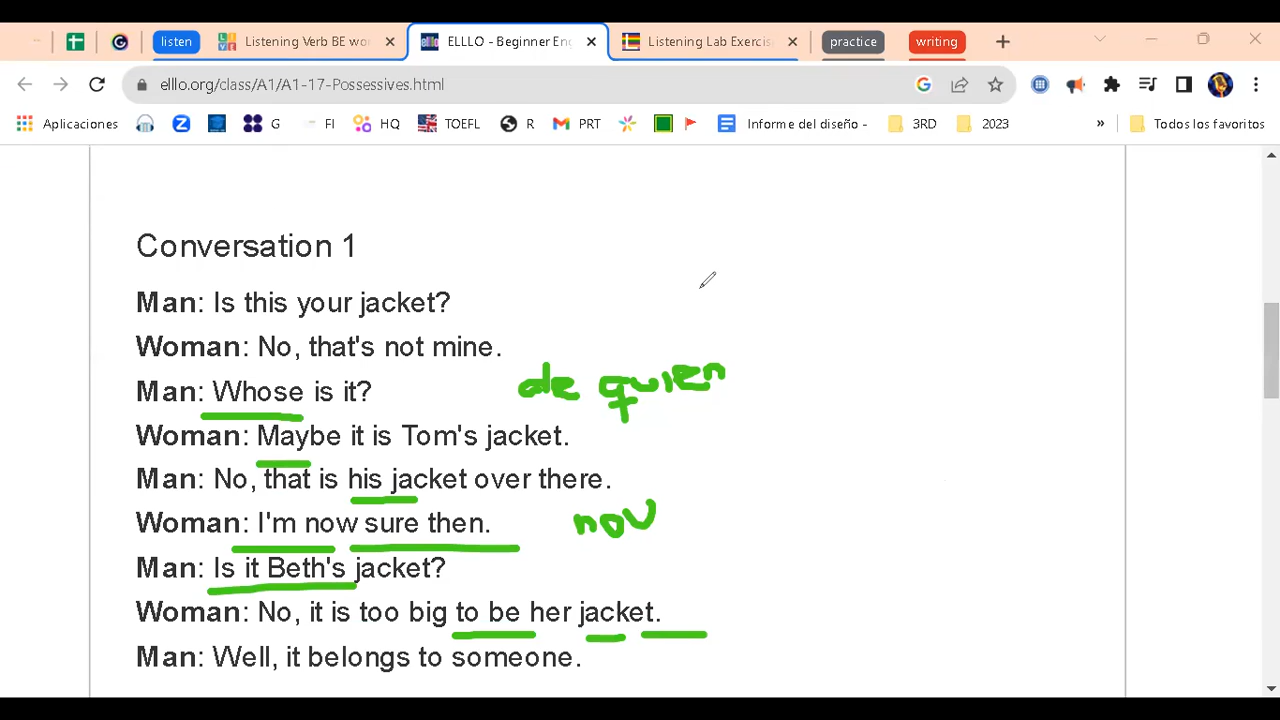 listen
Listening Verb BE wor
ELLLO - Beginner Eng
Listening Lab Exercis
practice
writing
elllo.org/class/A1/A1-17-Possessives.html
Aplicaciones
G
FI
HQ
TOEFL
R
PRT
Informe del diseño -
3RD
2023
»
Todos los favoritos
Conversation 1
Man: Is this your jacket?
Woman: No, that's not mine.
Man: Whose is it?
de quien
Woman: Maybe it is Tom's jacket.
Man: No, that is his jacket over there.
Woman: I'm now sure then.
nou
Man: Is it Beth's jacket?
Woman: No, it is too big to be her jacket.
Man: Well, it belongs to someone.